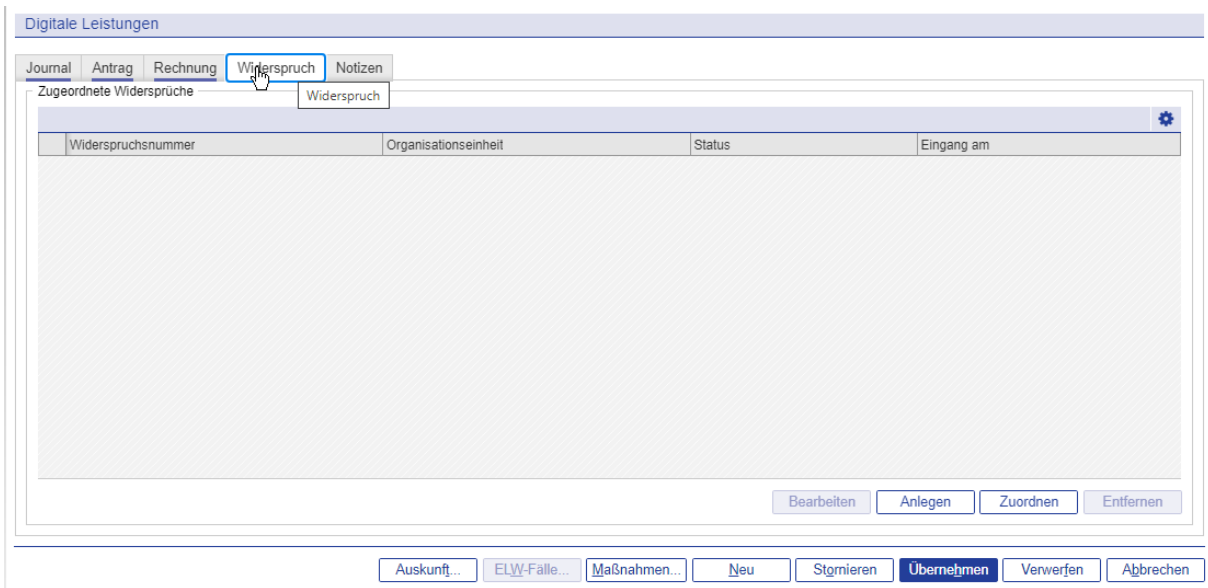 Digitale Leistungen
Journal Antrag Rechnung Widerspruch Notizen
Zugeordnete Widersprüche
Widerspruch
Widerspruchsnummer Organisationseinheit Status Eingang am
Bearbeiten Anlegen Zuordnen Entfernen
Auskunft... ELW-Fälle... Maßnahmen... Neu Stornieren Übernehmen Verwerfen Abbrechen